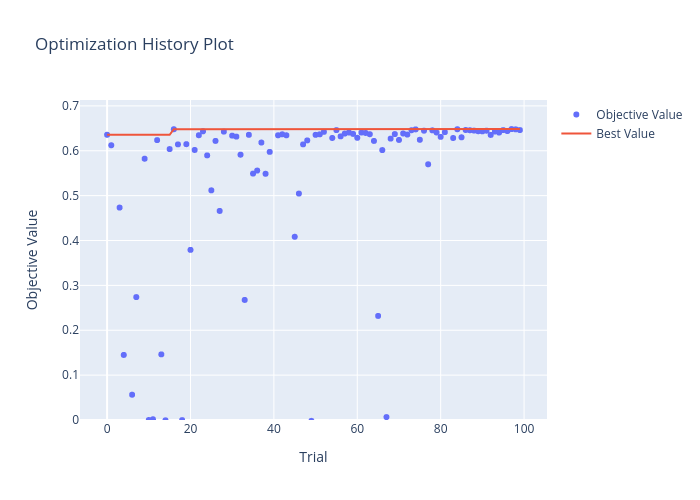 Optimization History Plot
0.7
0.6
0.5
0.4
0.3
0.2
0.1
0
0 20 40 60 80 100
Trial
Objective Value
Objective Value
Best Value